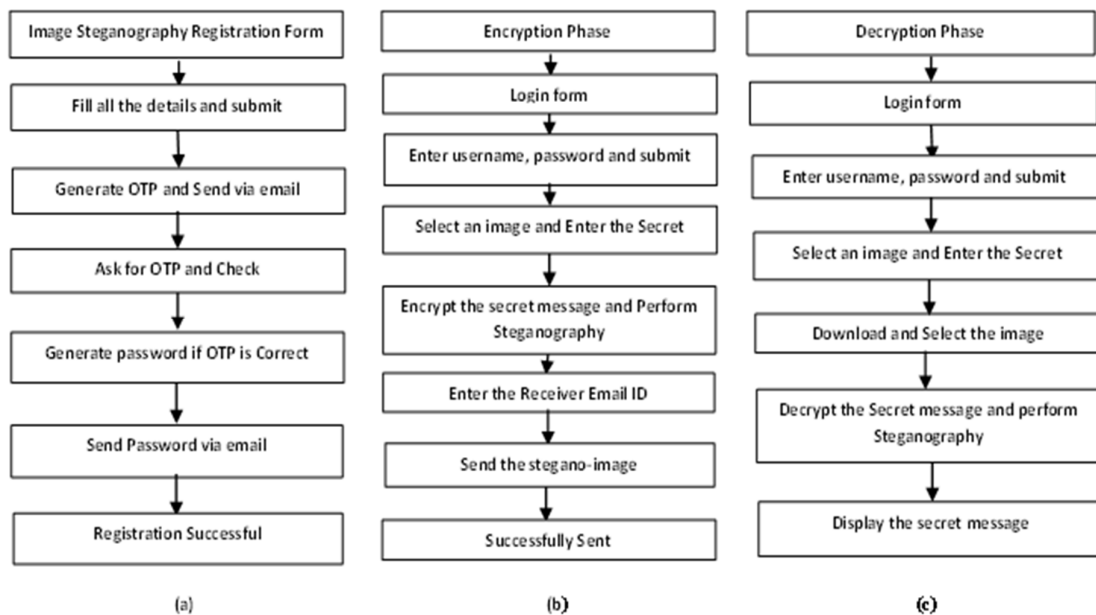 Image Steganography Registration Form
Fill all the details and submit
Generate OTP and Send via email
Ask for OTP and Check
Generate password if OTP is Correct
Send Password via email
Registration Successful
(a)
Encryption Phase
Login form
Enter username, password and submit
Select an image and Enter the Secret
Encrypt the secret message and Perform
Steganography
Enter the Receiver Email ID
Send the stegano-image
Successfully Sent
(b)
Decryption Phase
Login form
Enter username, password and submit
Select an image and Enter the Secret
Download and Select the image
Decrypt the Secret message and perform
Steganography
Display the secret message
(c)